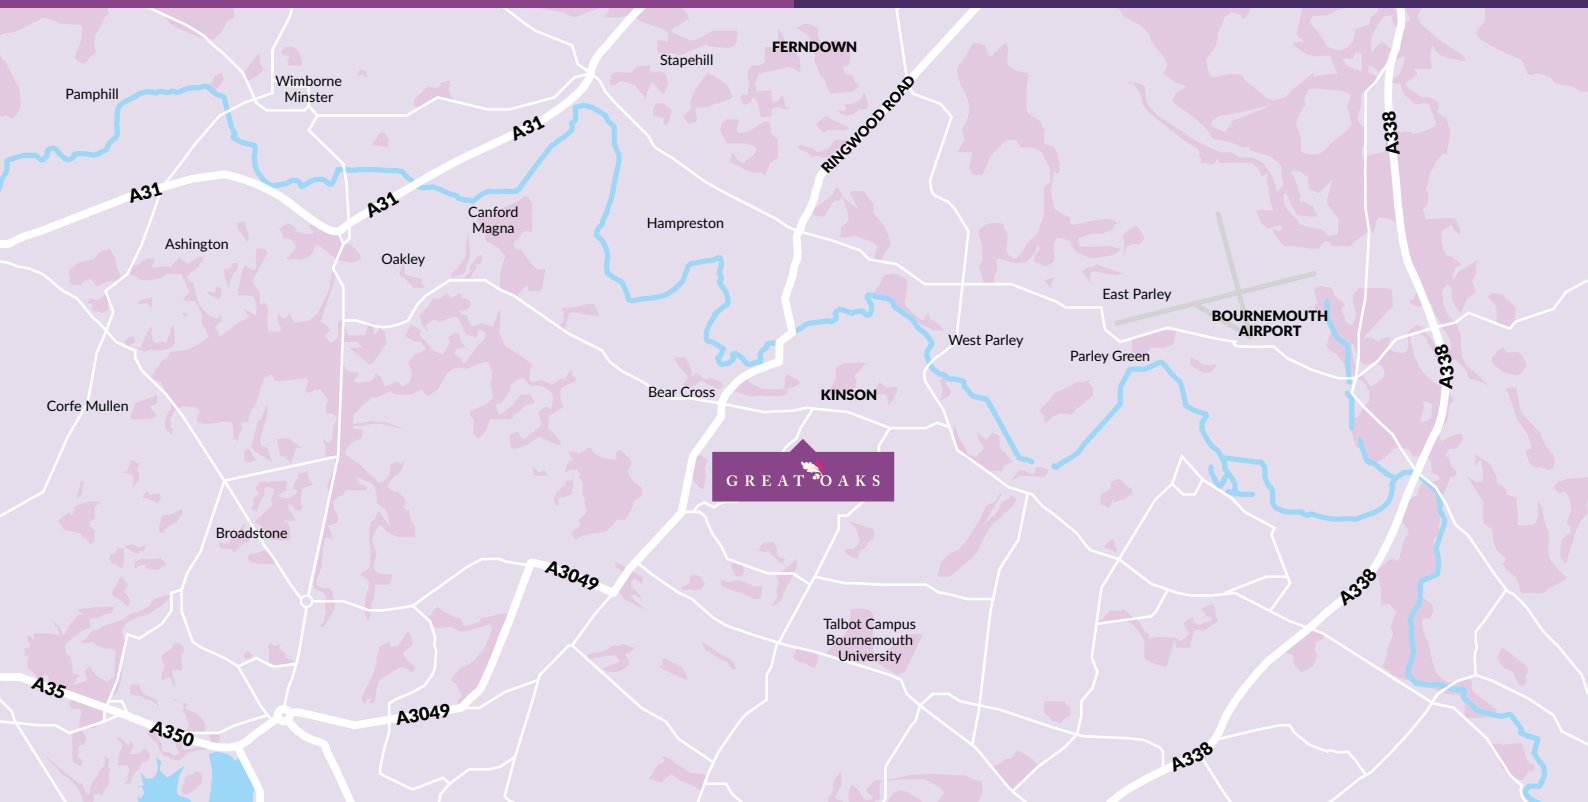 FERNDOWN
Stapehill
Wimborne
Minster
Pamphill
RINGWOOD ROAD
A338
A31
A31
A31
Canford
Magna
Hampreston
Ashington
Oakley
East Parley
BOURNEMOUTH
AIRPORT
West Parley
Parley Green
A338
Bear Cross
KINSON
Corfe Mullen
GREAT OAKS
Broadstone
A3049
A338
Talbot Campus
Bournemouth
University
A35
A350
A3049
A338